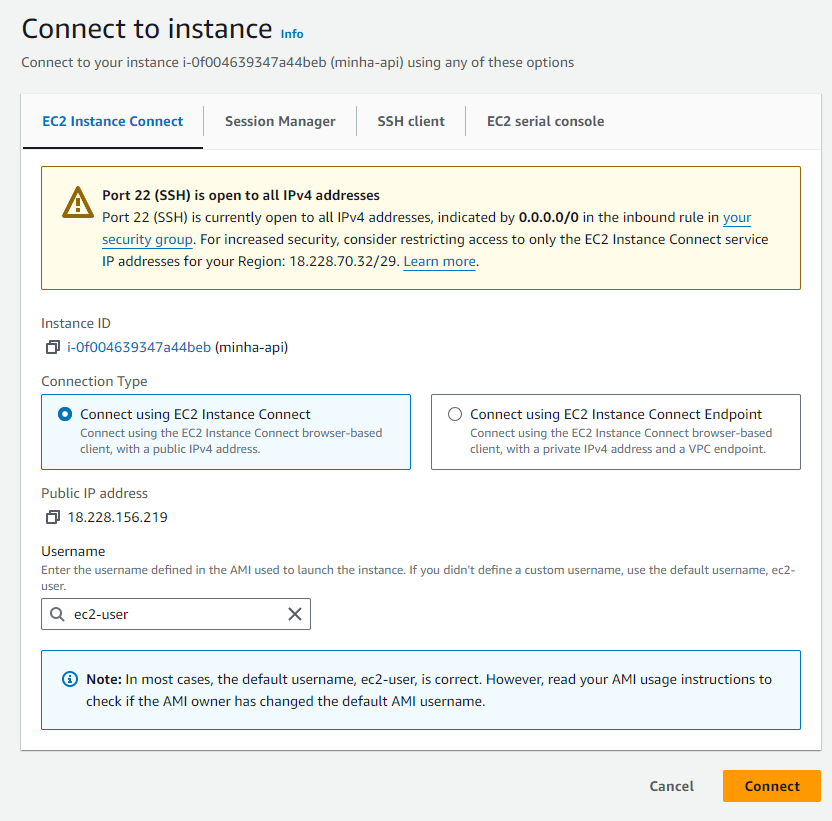 Connect to instance Info
Connect to your instance i-0f004639347a44beb (minha-api) using any of these options
EC2 Instance Connect
Session Manager
SSH client
EC2 serial console
Port 22 (SSH) is open to all IPv4 addresses
Port 22 (SSH) is currently open to all IPv4 addresses, indicated by 0.0.0.0/0 in the inbound rule in your
security group. For increased security, consider restricting access to only the EC2 Instance Connect service
IP addresses for your Region: 18.228.70.32/29. Learn more.
Instance ID
i-0f004639347a44beb (minha-api)
Connection Type
Connect using EC2 Instance Connect
Connect using the EC2 Instance Connect browser-based
client, with a public IPv4 address.
Connect using EC2 Instance Connect Endpoint
Connect using the EC2 Instance Connect browser-based
client, with a private IPv4 address and a VPC endpoint.
Public IP address
18.228.156.219
Username
Enter the username defined in the AMI used to launch the instance. If you didn't define a custom username, use the default username, ec2-
user.
ec2-user
Note: In most cases, the default username, ec2-user, is correct. However, read your AMI usage instructions to
check if the AMI owner has changed the default AMI username.
Cancel
Connect